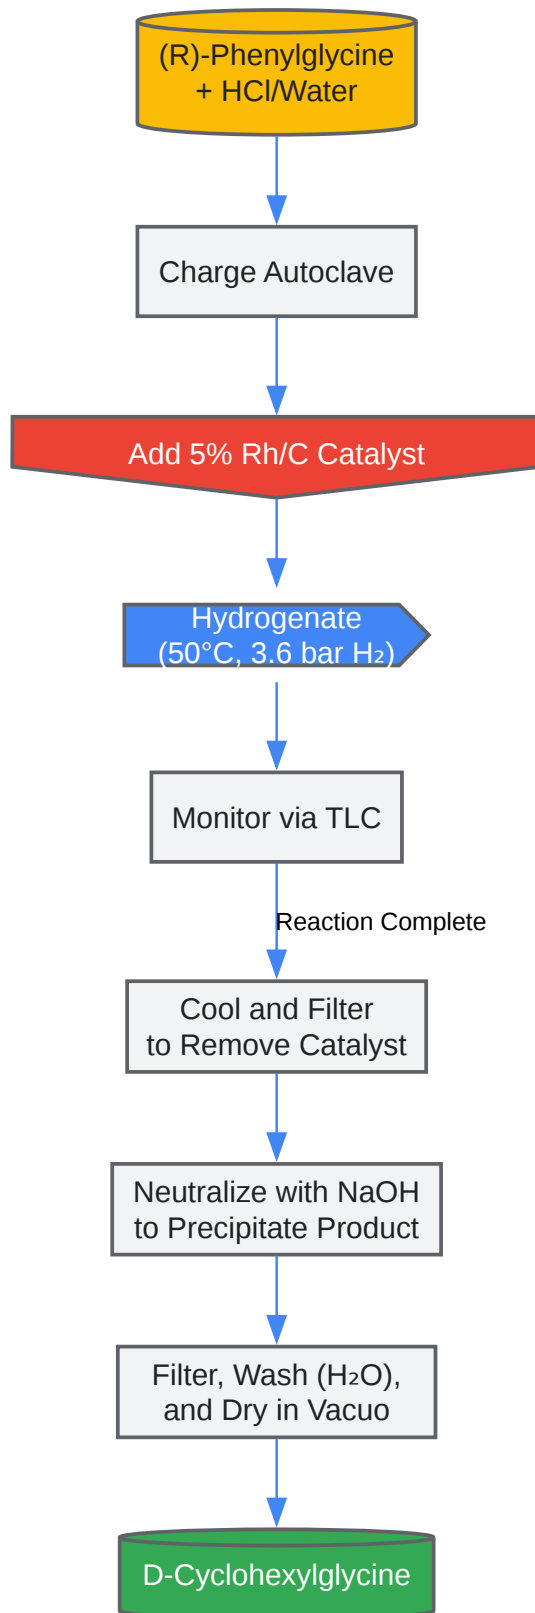 (R)-Phenylglycine
+ HCl/Water
Charge Autoclave
Add 5% Rh/C Catalyst
Hydrogenate
(50°C, 3.6 bar H₂)
Monitor via TLC
Reaction Complete
Cool and Filter
to Remove Catalyst
Neutralize with NaOH
to Precipitate Product
Filter, Wash (H₂O),
and Dry in Vacuo
D-Cyclohexylglycine